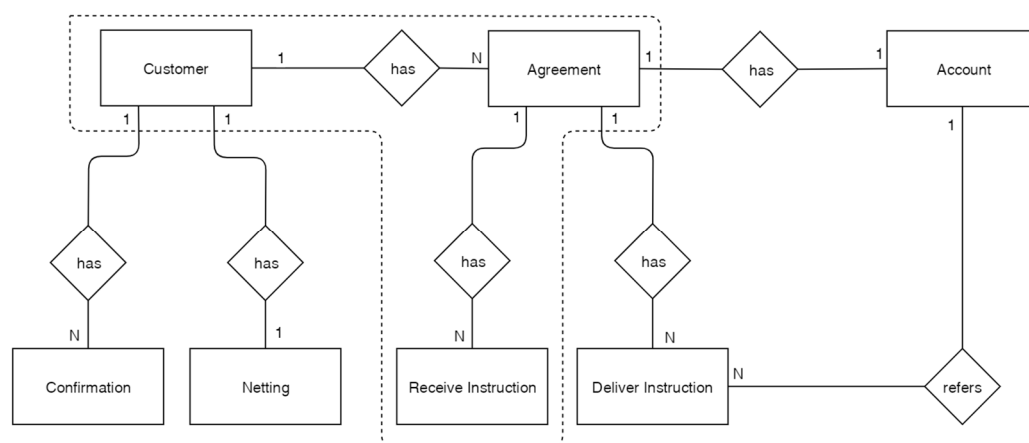 Customer
1
has
N
Agreement
1
has
1
Account
1
1
1
1
1
has
has
has
has
N
1
N
N
Confirmation
Netting
Receive Instruction
Deliver Instruction
N
refers